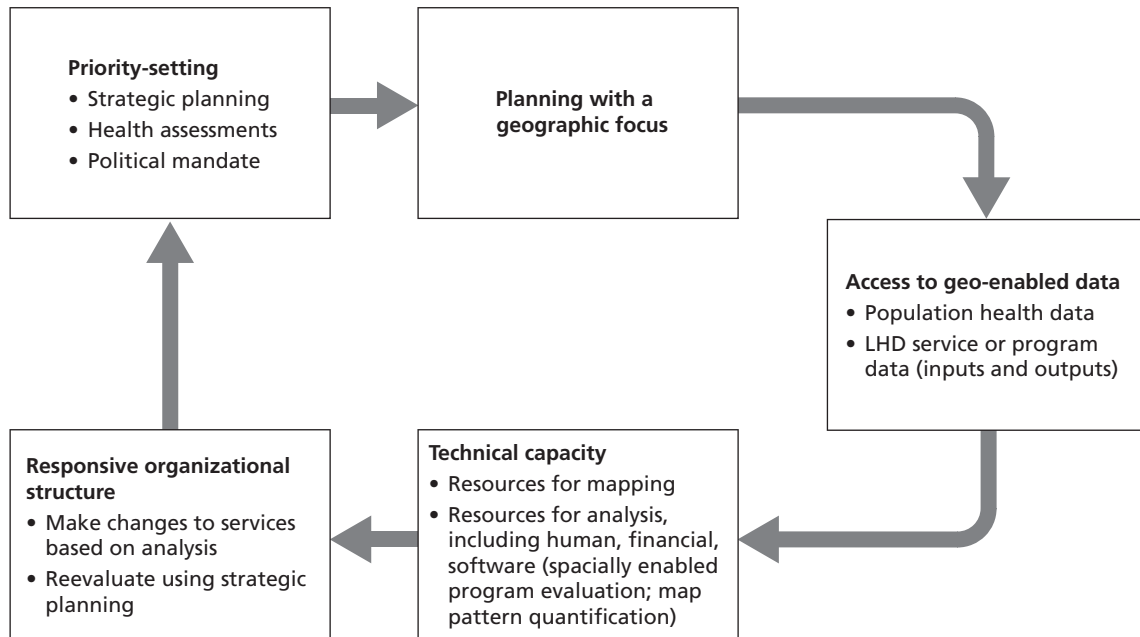 Priority-setting
• Strategic planning
• Health assessments
• Political mandate
Planning with a
geographic focus
Access to geo-enabled data
• Population health data
• LHD service or program
data (inputs and outputs)
Technical capacity
• Resources for mapping
• Resources for analysis,
including human, financial,
software (spacially enabled
program evaluation; map
pattern quantification)
Responsive organizational
structure
• Make changes to services
based on analysis
• Reevaluate using strategic
planning